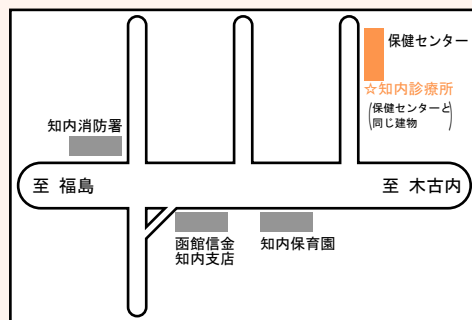 保健センター
☆知内診療所
(保健センターと
同じ建物)
知内消防署
至 福島
至 木古内
函館信金
知内支店
知内保育園